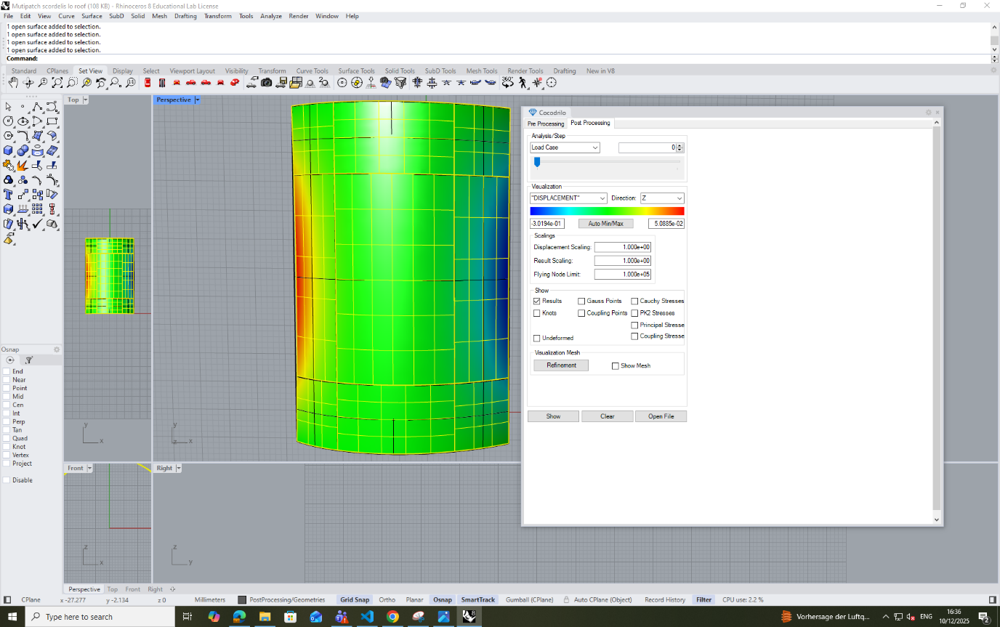 Mutipatch scordelis lo roof (108 KB) - Rhinoceros 8 Educational Lab License
File Edit View Curve Surface SubD Solid Mesh Drafting Transform Tools Analyze Render Window Help
1 open surface added to selection.
1 open surface added to selection.
1 open surface added to selection.
1 open surface added to selection.
Command:
Standard CPlanes Set View Display Select Viewport Layout Visibility Transform Curve Tools Surface Tools Solid Tools SubD Tools Mesh Tools Render Tools Drafting New in V8
Top
Perspective
Cocodrilo
Pre Processing Post Processing
Analysis/Step
Load Case 0
Visualization
"DISPLACEMENT" Direction: Z
-3.0194e-01 Auto Min/Max 5.0885e-02
Scalings
Displacement Scaling: 1.000e+00
Result Scaling: 1.000e+00
Flying Node Limit: 1.000e+05
Show
Results Gauss Points Cauchy Stresses
Knots Coupling Points PK2 Stresses
Principal Stresse
Undeformed Coupling Stresse
Visualization Mesh
Refinement Show Mesh
Show Clear Open File
Osnap
End
Near
Point
Mid
Cen
Int
Perp
Tan
Quad
Knot
Vertex
Project
Disable
y
x
y
z
x
Front
Right
z
x
z
y
Perspective Top Front Right
CPlane x -27.277 y -2.134 z 0 Millimeters PostProcessing/Geometries Grid Snap Ortho Planar Osnap SmartTrack Gumball (CPlane) Auto CPlane (Object) Record History Filter CPU use: 2.2 %
Type here to search
Vorhersage der Luftq...
ENG
16:36
10/12/2025
2